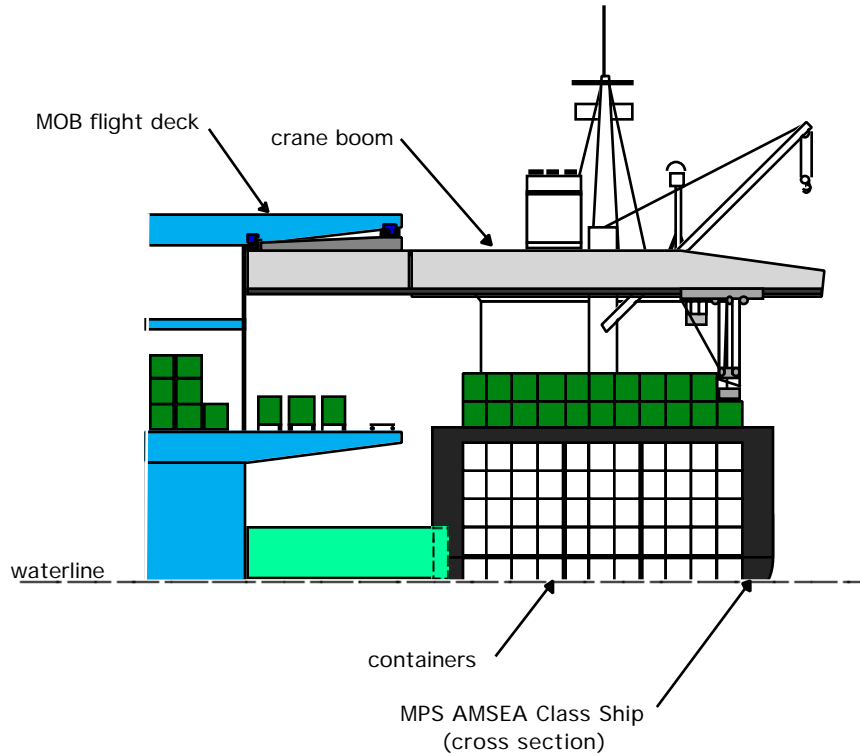 MOB flight deck
crane boom
waterline
containers
MPS AMSEA Class Ship
(cross section)